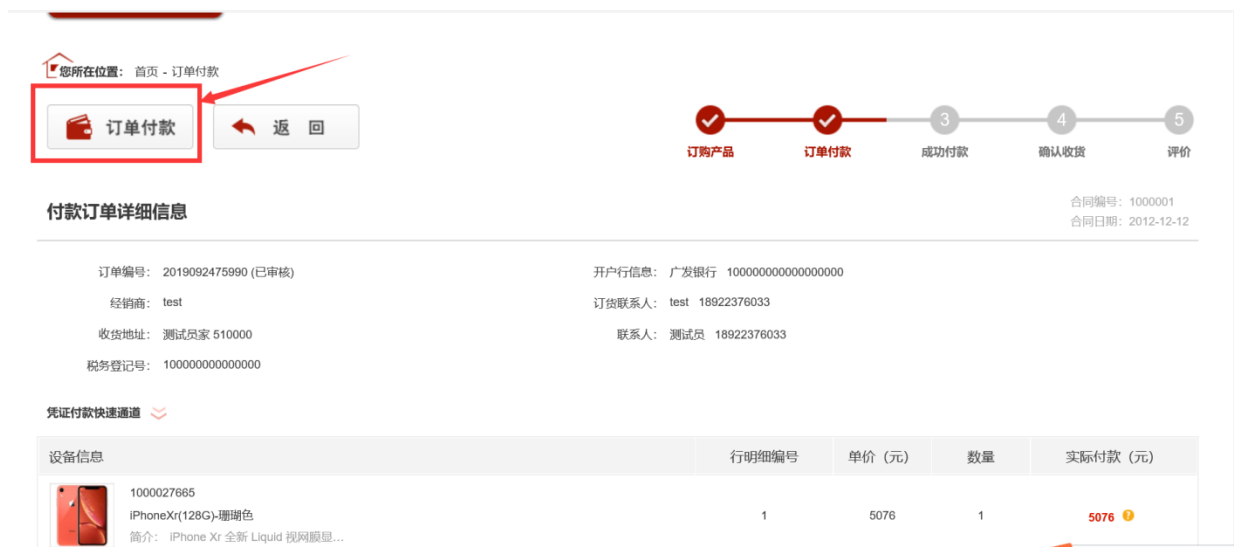 您所在位置： 首页 - 订单付款
订单付款
返 回
3
4
5
订购产品
订单付款
成功付款
确认收货
评价
付款订单详细信息
合同编号：1000001
合同日期：2012-12-12
订单编号： 2019092475990 (已审核)
开户行信息： 广发银行 100000000000000000
经销商： test
订货联系人： test 18922376033
收货地址： 测试员家 510000
联系人： 测试员 18922376033
税务登记号： 100000000000000
凭证付款快速通道
设备信息 行明细编号 单价（元） 数量 实际付款（元）
1000027665
iPhoneXr(128G)-珊瑚色 1 5076 1 5076 ?
简介： iPhone Xr 全新 Liquid 视网膜显...